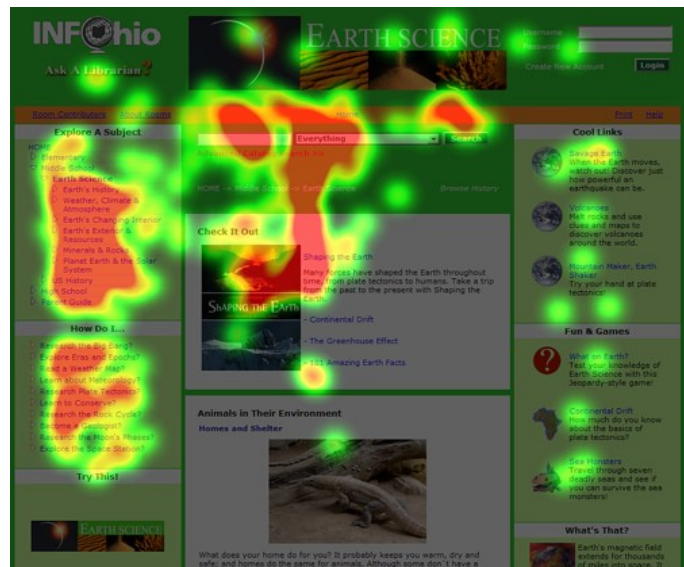 INFOhio
Ask A Librarian?
EARTH SCIENCE
Username
Password
Create New Account
Login
Room Contributors
About Rooms
Home
Print
Help
Explore A Subject
HOME
Elementary
Middle School
Earth Science
Earth's History
Weather, Climate &
Atmosphere
Earth's Changing Interior
Earth's Exterior &
Resources
Minerals & Rocks
Planet Earth & the Solar
System
US History
High School
Parent Guide
How Do I...
Research the Big Bang?
Explore Eras and Epochs?
Read a Weather Map?
Learn about Meteorology?
Research Plate Tectonics?
Learn to Conserve?
Research the Rock Cycle?
Become a Geologist?
Research the Moon's Phases?
Explore the Space Station?
Try This!
EARTH SCIENCE
Everything
Search
HOME -> Middle School -> Earth Science
Browse History
Check It Out
SHAPING THE EARTH
Shaping the Earth
Many forces have shaped the Earth throughout
time, from plate tectonics to humans. Take a trip
from the past to the present with Shaping the
Earth.
- Continental Drift
- The Greenhouse Effect
- 101 Amazing Earth Facts
Animals in Their Environment
Homes and Shelter
What does your home do for you? It probably keeps you warm, dry and
safe; and homes do the same for animals. Although some don't have a
Cool Links
Savage Earth
When the Earth moves,
watch out! Discover just
how powerful an
earthquake can be.
Volcanoes
Melt rocks and use
clues and maps to
discover volcanoes
around the world.
Mountain Maker, Earth
Shaker
Try your hand at plate
tectonics!
Fun & Games
What on Earth?
Test your knowledge of
Earth Science with this
Jeopardy-style game!
Continental Drift
How much do you know
about the basics of
plate tectonics?
Sea Monsters
Travel through seven
deadly seas and see if
you can survive the sea
monsters!
What's That?
Earth's magnetic field
extends for thousands
of miles into space. It